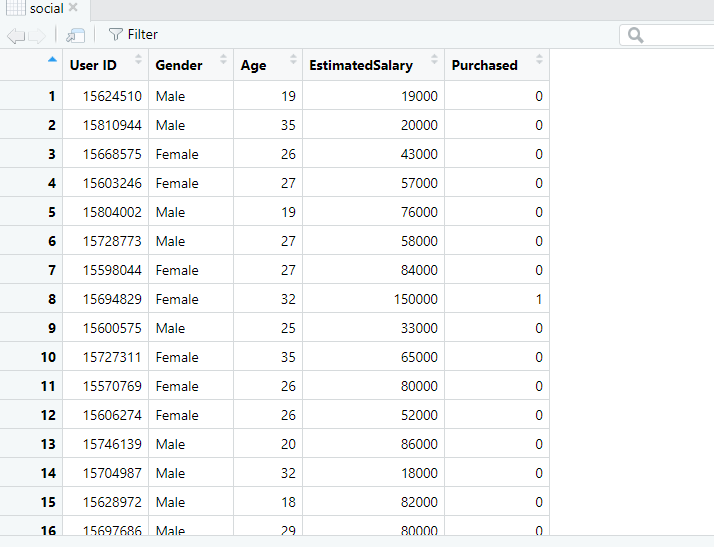 social
Filter
User ID Gender Age EstimatedSalary Purchased
1 15624510 Male 19 19000 0
2 15810944 Male 35 20000 0
3 15668575 Female 26 43000 0
4 15603246 Female 27 57000 0
5 15804002 Male 19 76000 0
6 15728773 Male 27 58000 0
7 15598044 Female 27 84000 0
8 15694829 Female 32 150000 1
9 15600575 Male 25 33000 0
10 15727311 Female 35 65000 0
11 15570769 Female 26 80000 0
12 15606274 Female 26 52000 0
13 15746139 Male 20 86000 0
14 15704987 Male 32 18000 0
15 15628972 Male 18 82000 0
16 15697686 Male 29 80000 0